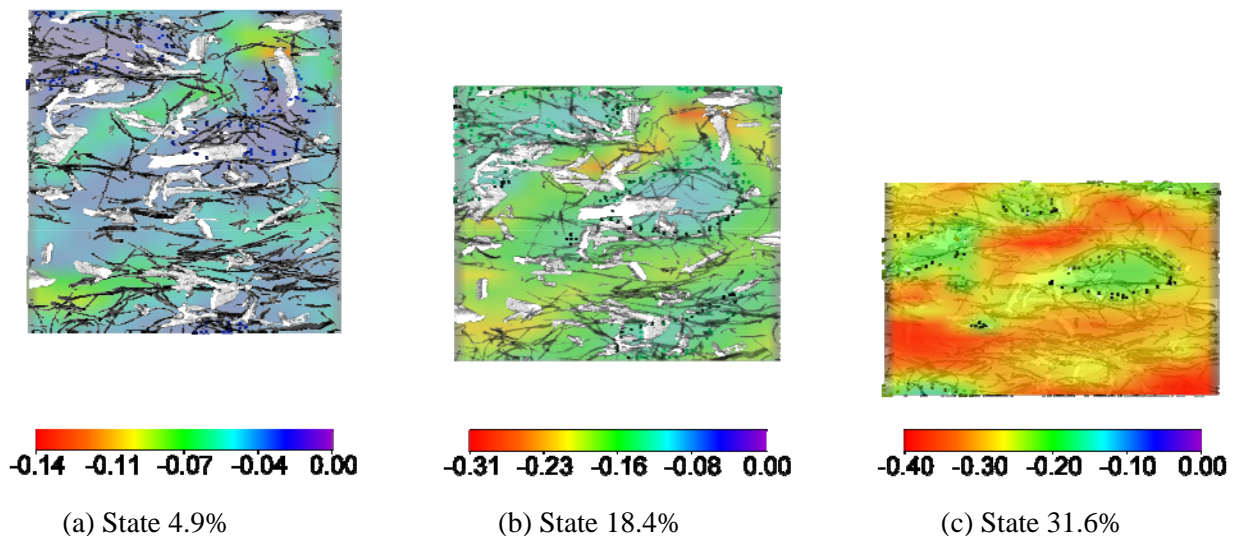 -0.14 -0.11 -0.07 -0.04 0.00
-0.31 -0.23 -0.16 -0.08 0.00
-0.40 -0.30 -0.20 -0.10 0.00
(a) State 4.9%
(b) State 18.4%
(c) State 31.6%